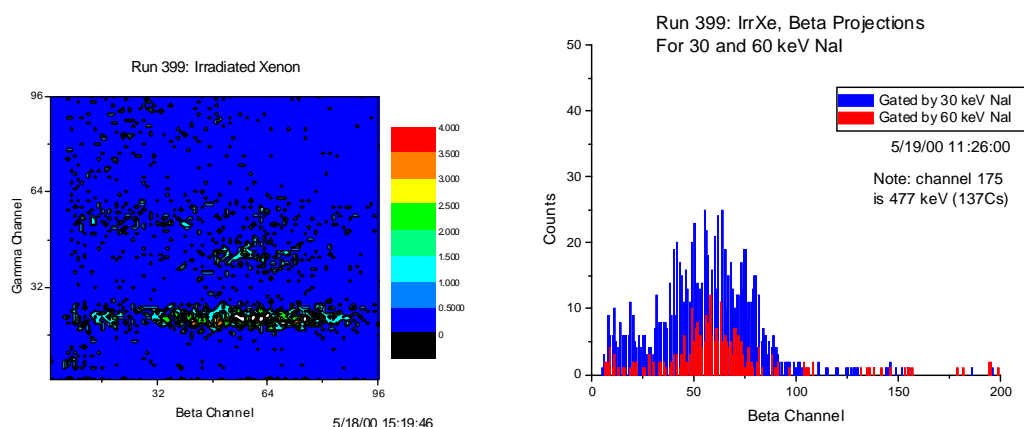 Run 399: Irradiated Xenon
96
64
32
Gamma Channel
32
64
96
Beta Channel
4.000
3.500
3.000
2.500
2.000
1.500
1.000
0.5000
0
5/18/00 15:19:46
Run 399: IrrXe, Beta Projections
For 30 and 60 keV NaI
50
40
30
20
10
0
Counts
0
50
100
150
200
Beta Channel
Gated by 30 keV NaI
Gated by 60 keV NaI
5/19/00 11:26:00
Note: channel 175
is 477 keV (137Cs)